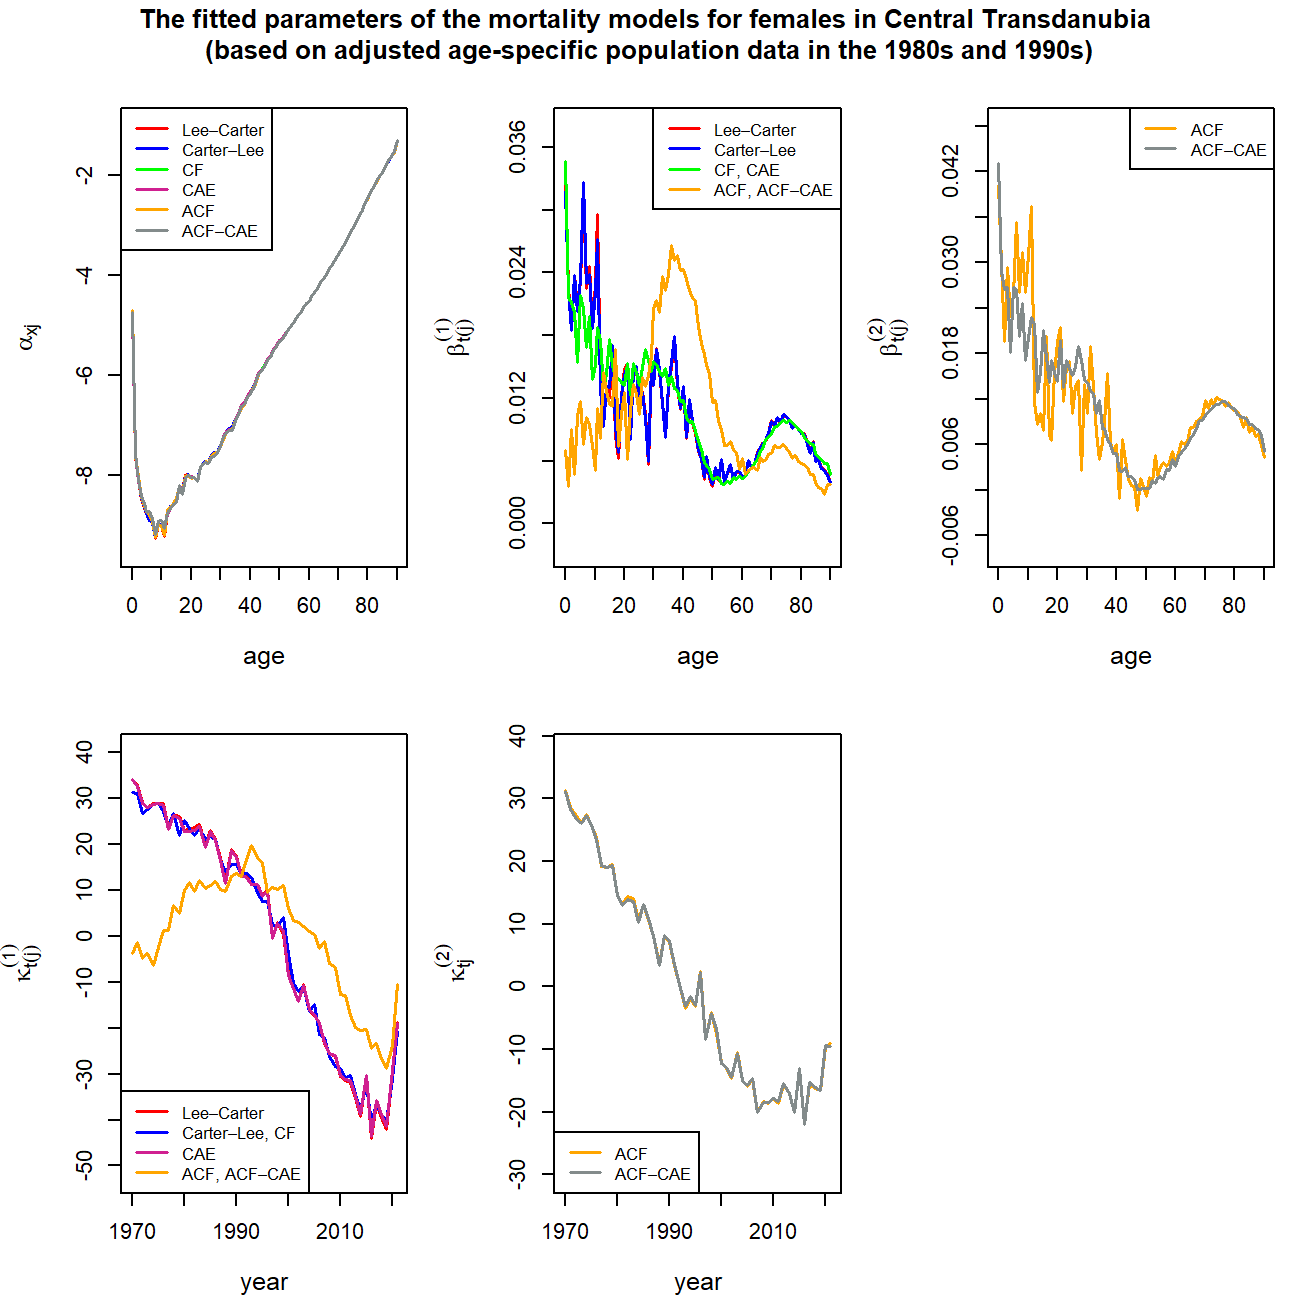 The fitted parameters of the mortality models for females in Central Transdanubia
(based on adjusted age-specific population data in the 1980s and 1990s)
Lee–Carter
Carter–Lee
CF
CAE
ACF
ACF–CAE
-2
-4
-6
-8
αxj
0 20 40 60 80
age
Lee–Carter
Carter–Lee
CF, CAE
ACF, ACF–CAE
0.036
0.024
0.012
0.000
β(1)t(j)
0 20 40 60 80
age
ACF
ACF–CAE
0.042
0.030
0.018
0.006
-0.006
β(2)t(j)
0 20 40 60 80
age
40
30
20
10
0
-10
-30
-50
κ(1)t(j)
Lee–Carter
Carter–Lee, CF
CAE
ACF, ACF–CAE
1970 1990 2010
year
40
30
20
10
0
-10
-20
-30
κ(2)tj
ACF
ACF–CAE
1970 1990 2010
year